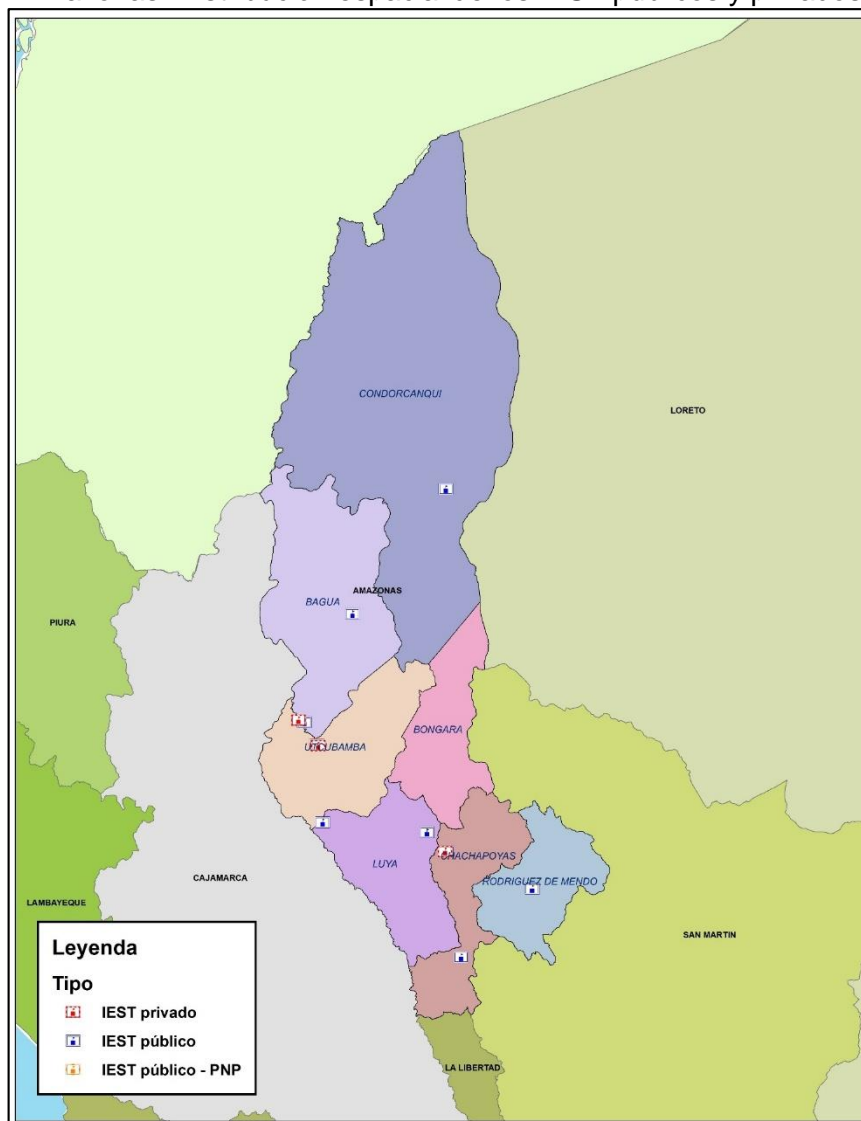 CONDORCANQUI
LORETO
AMAZONAS
BAGUA
PIURA
BONGARA
UTCUBAMBA
CHACHAPOYAS
LUYA
RODRIGUEZ DE MENDO
CAJAMARCA
LAMBAYEQUE
SAN MARTIN
LA LIBERTAD
Leyenda
Tipo
IEST privado
IEST público
IEST público - PNP